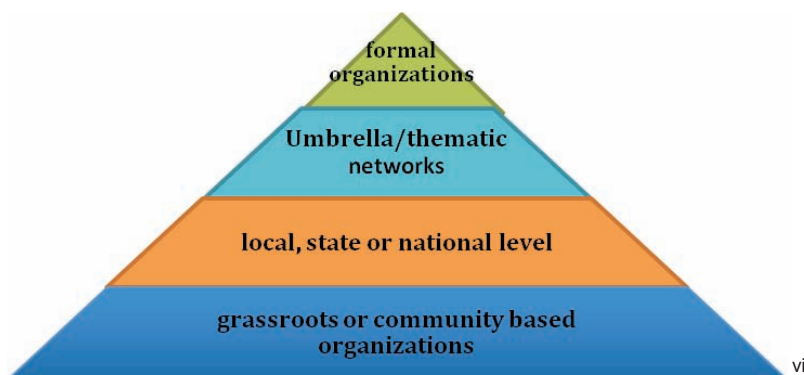 formal
organizations
Umbrella/thematic
networks
local, state or national level
grassroots or community based
organizations
vi